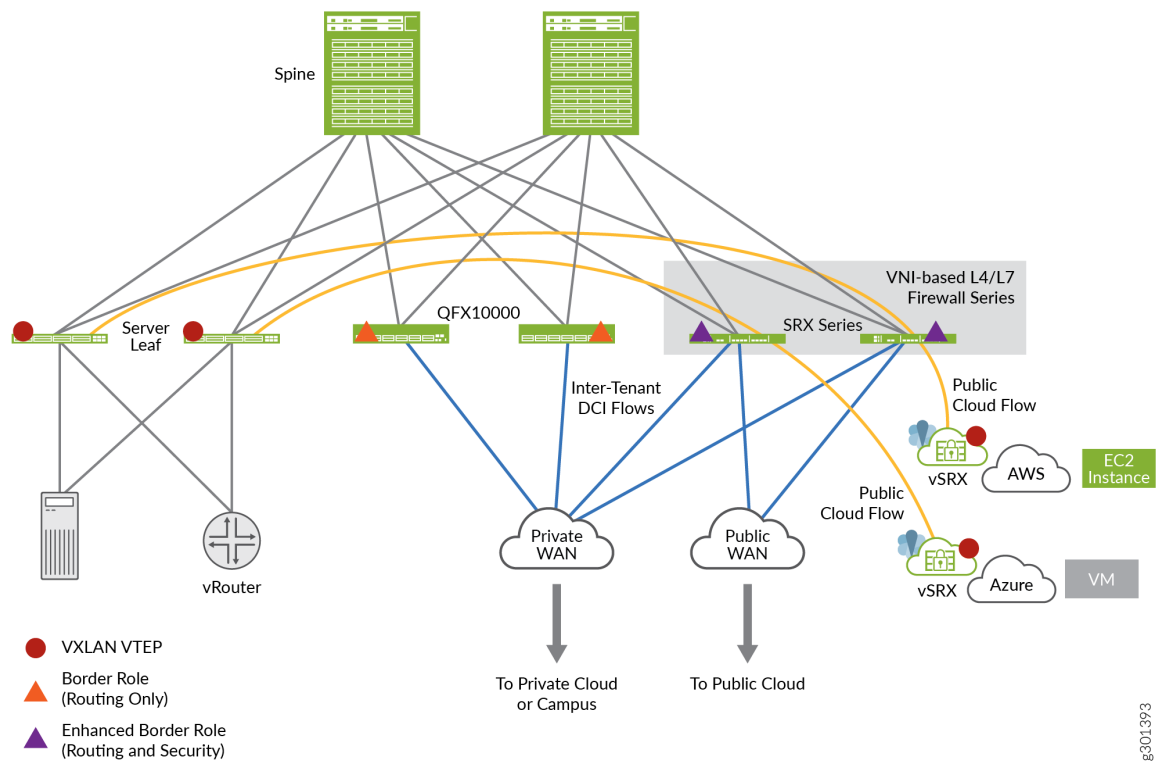 Spine
VNI-based L4/L7
Firewall Series
QFX10000
SRX Series
Server
Leaf
Inter-Tenant
DCI Flows
Public
Cloud Flow
vSRX
AWS
EC2
Instance
Public
Cloud Flow
Private
WAN
Public
WAN
vRouter
vSRX
Azure
VM
VXLAN VTEP
Border Role
(Routing Only)
To Private Cloud
or Campus
To Public Cloud
Enhanced Border Role
(Routing and Security)
g301393